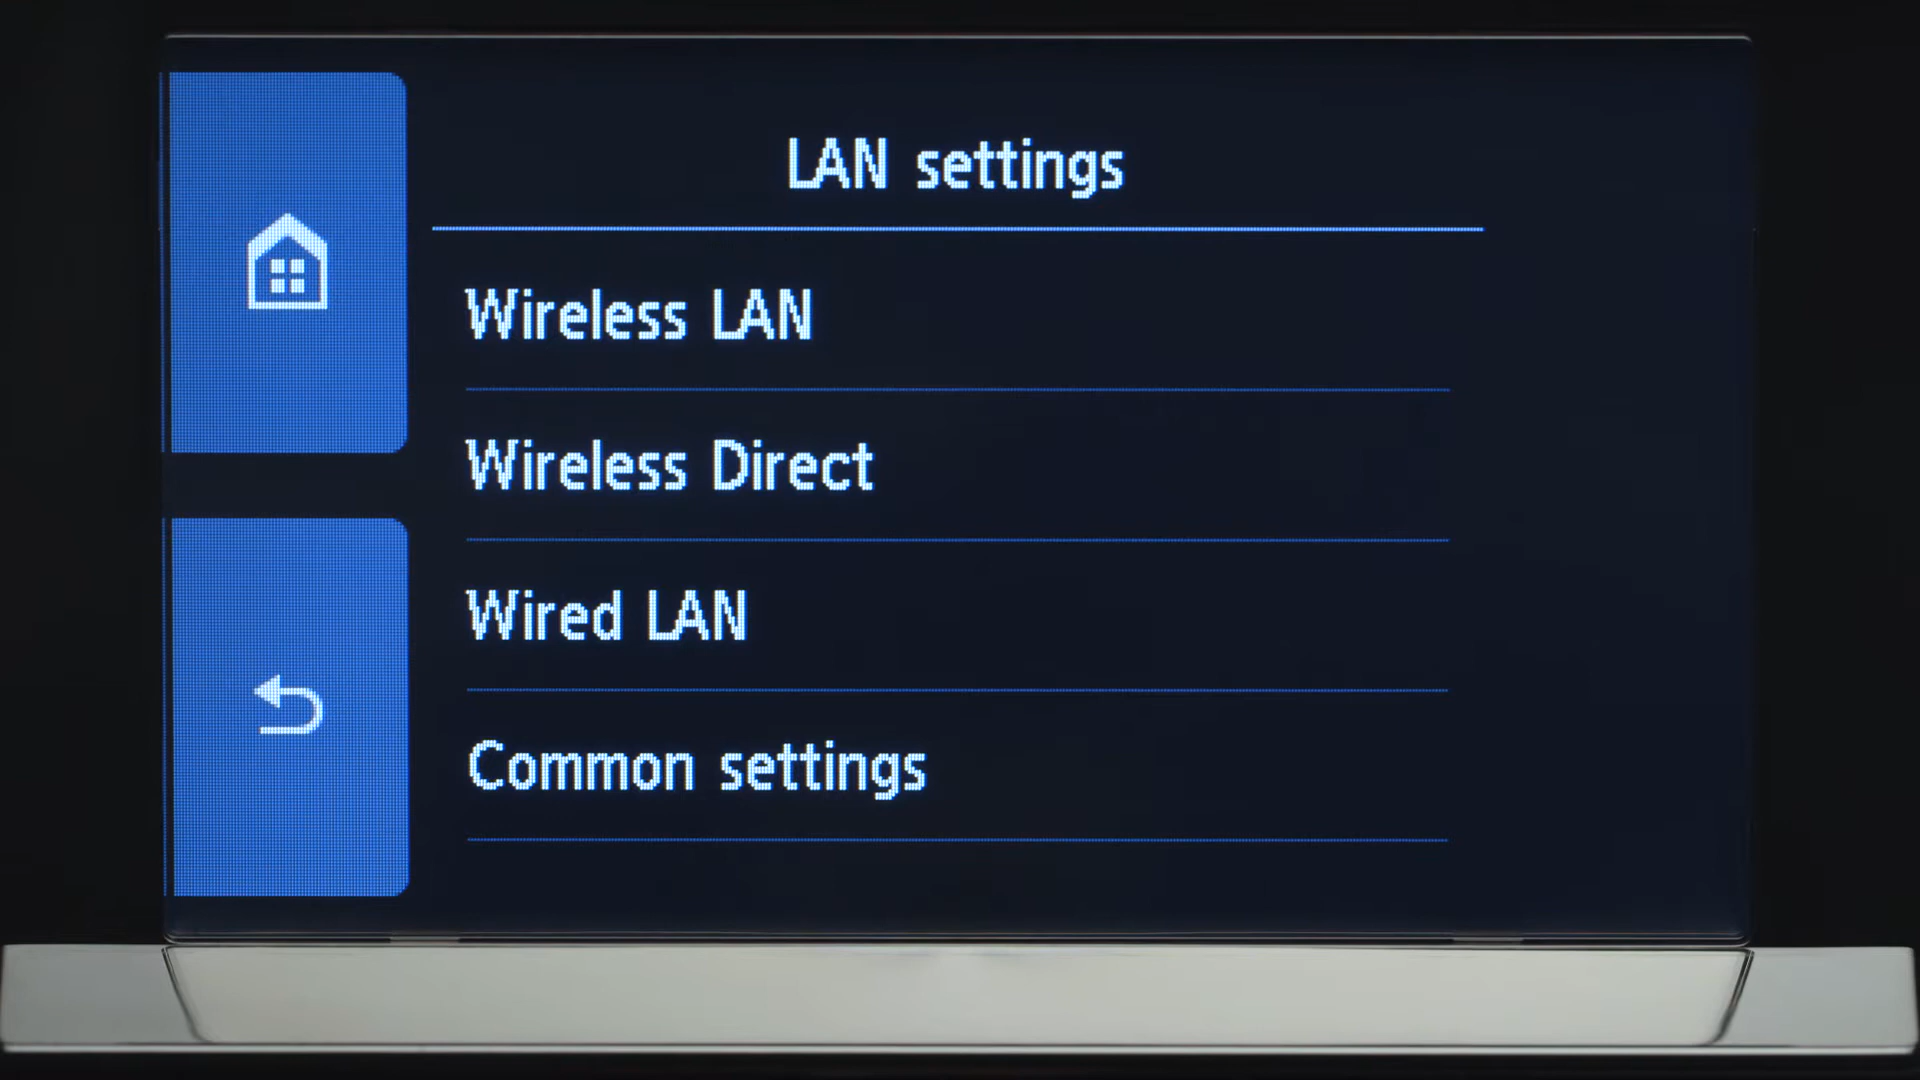 LAN settings
Wireless LAN
Wireless Direct
Wired LAN
Common settings